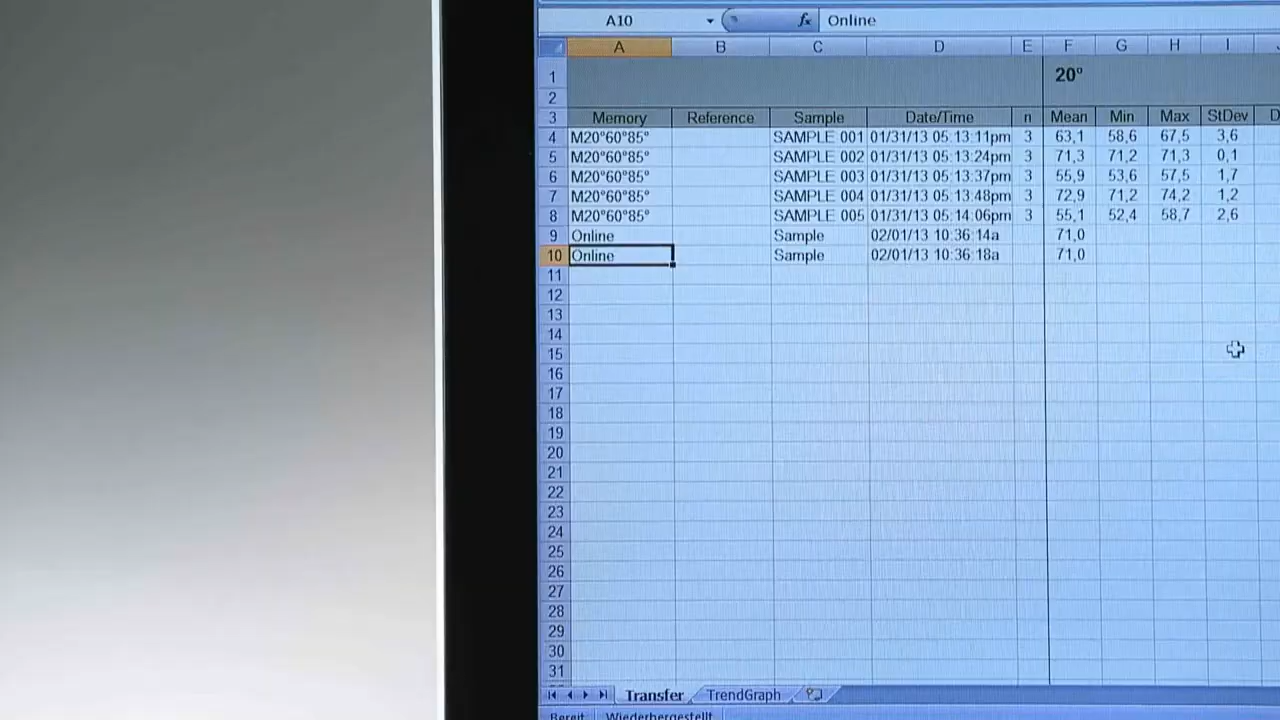 A10 fx Online
A B C D E F G H I
1 20°
2
3 Memory Reference Sample Date/Time n Mean Min Max StDev D
4 M20°60°85° SAMPLE 001 01/31/13 05:13:11pm 3 63,1 58,6 67,5 3,6
5 M20°60°85° SAMPLE 002 01/31/13 05:13:24pm 3 71,3 71,2 71,3 0,1
6 M20°60°85° SAMPLE 003 01/31/13 05:13:37pm 3 55,9 53,6 57,5 1,7
7 M20°60°85° SAMPLE 004 01/31/13 05:13:48pm 3 72,9 71,2 74,2 1,2
8 M20°60°85° SAMPLE 005 01/31/13 05:14:06pm 3 55,1 52,4 58,7 2,6
9 Online Sample 02/01/13 10:36:14a 71,0
10 Online Sample 02/01/13 10:36:18a 71,0
11
12
13
14
15
16
17
18
19
20
21
22
23
24
25
26
27
28
29
30
31
Transfer TrendGraph
Bereit Wiederhergestellt